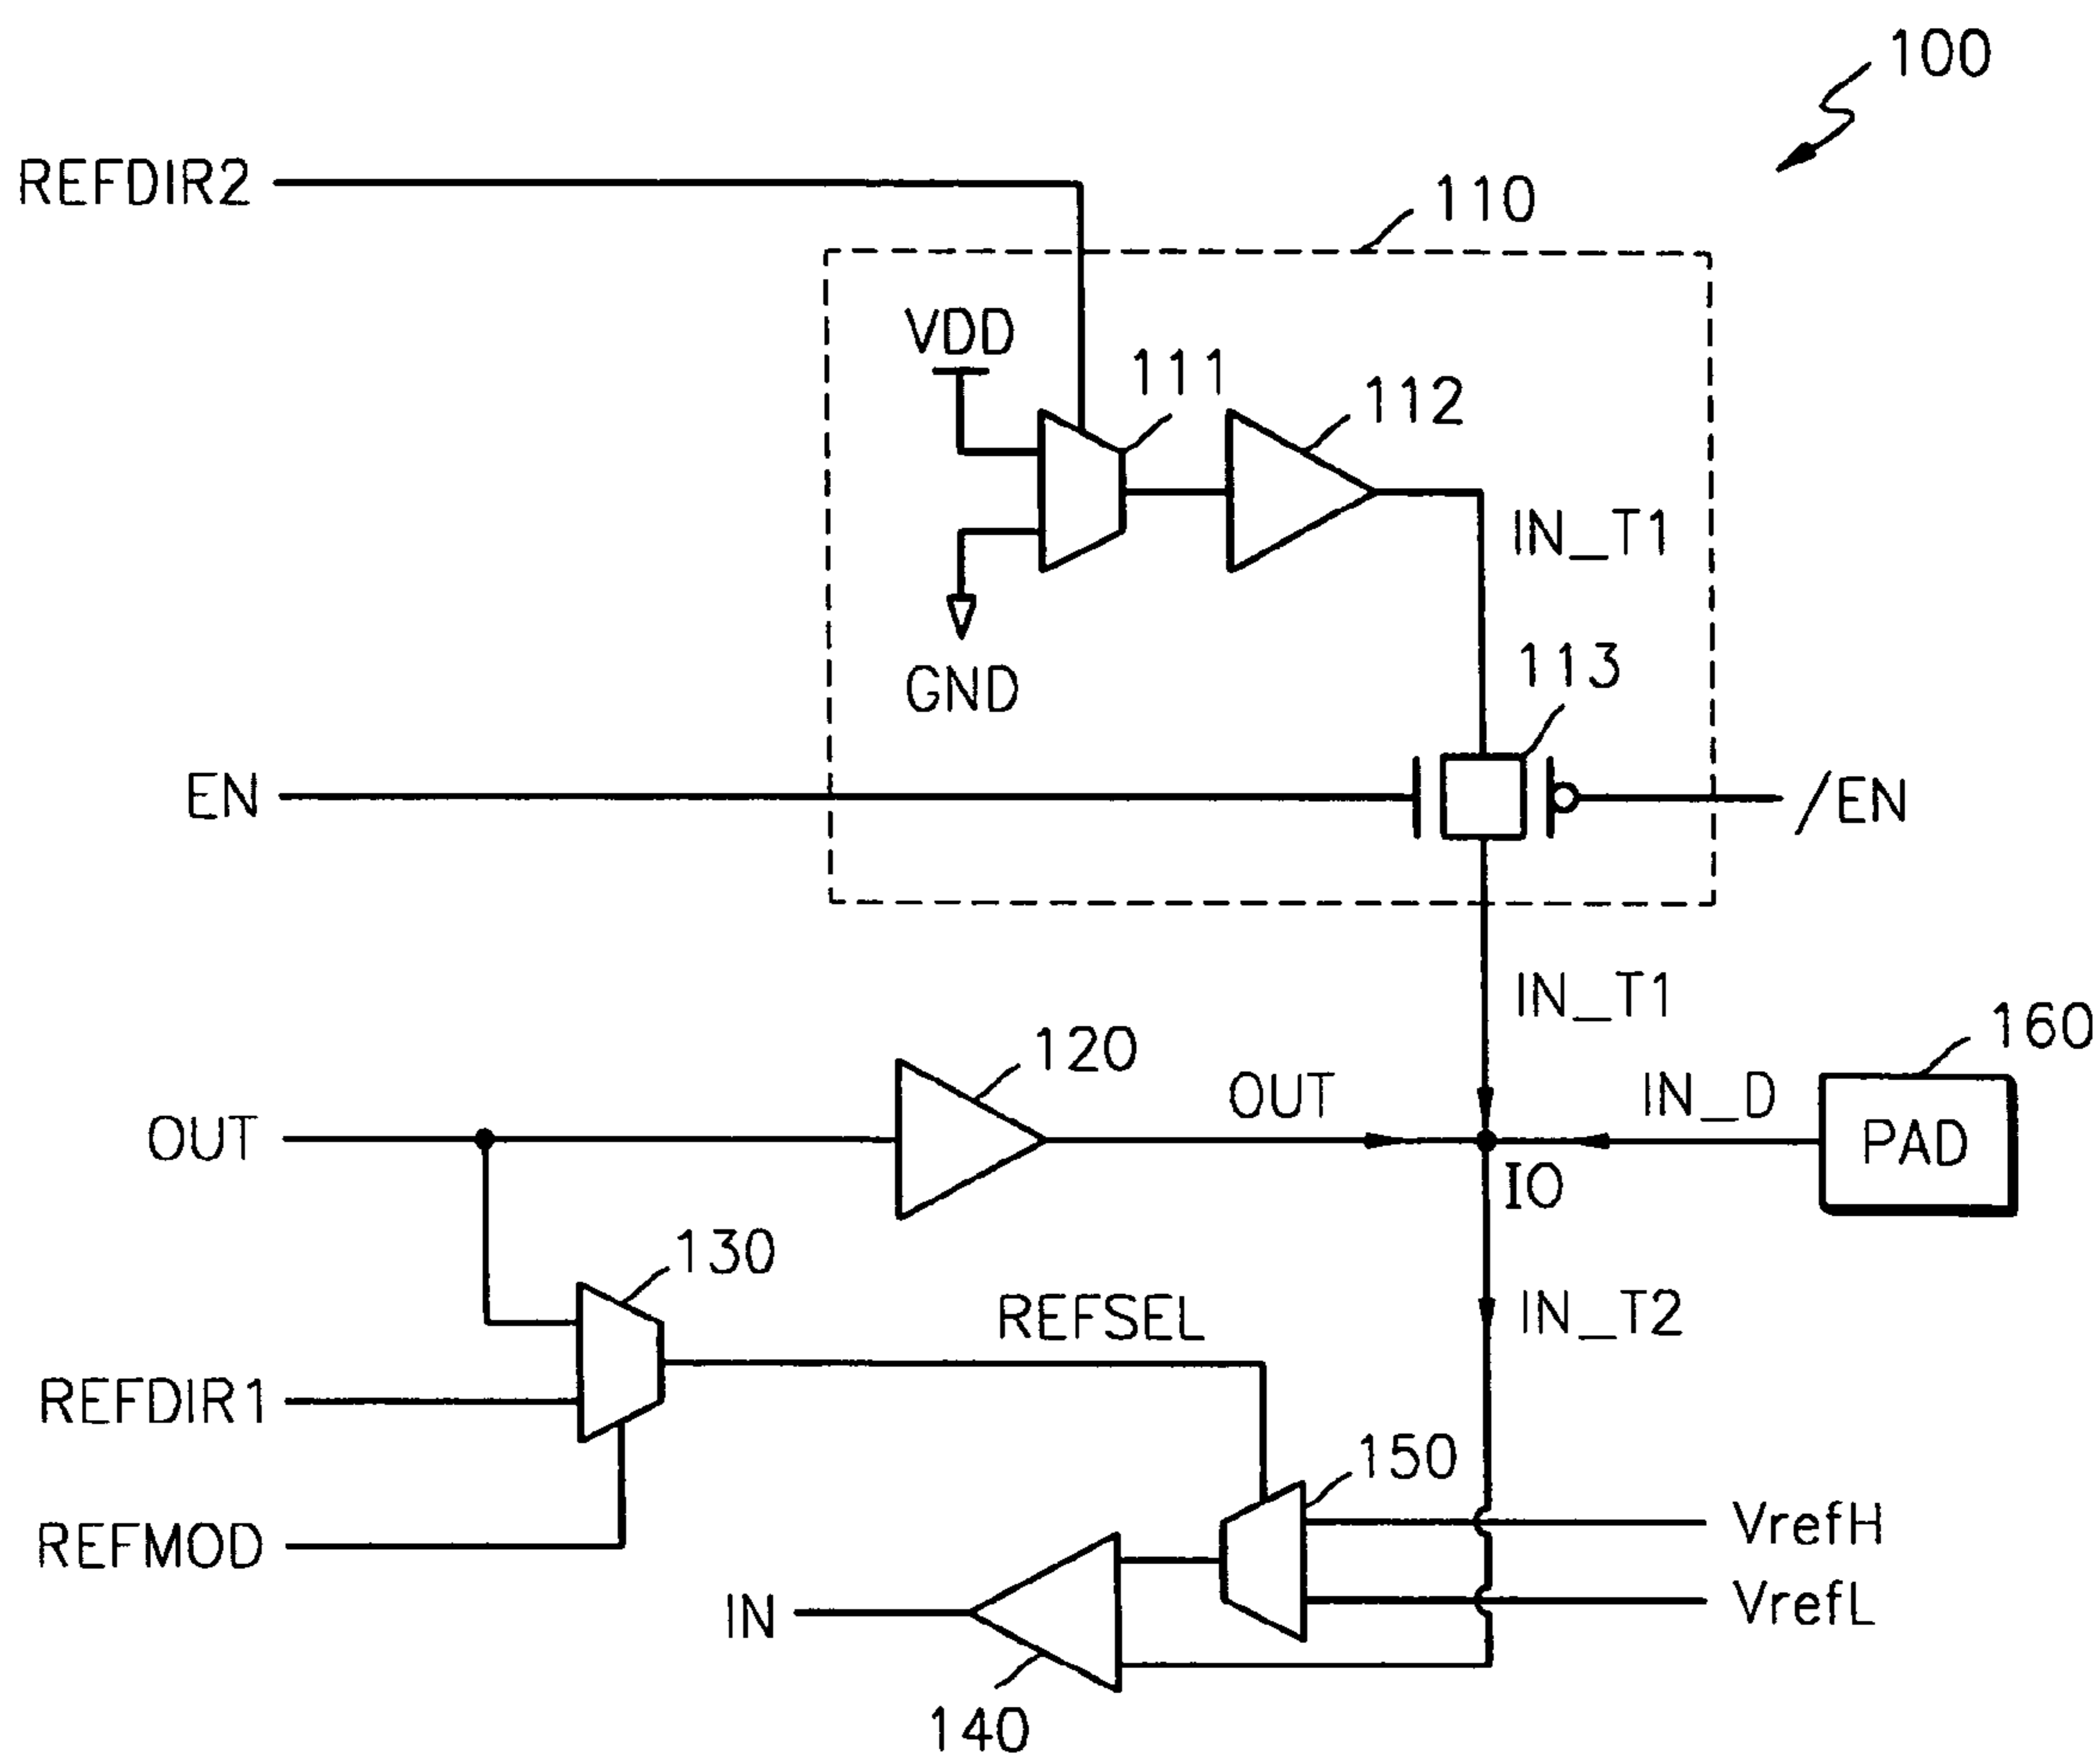 100
REFDIR2
110
VDD
111
112
IN_T1
GND
113
EN
/EN
IN_T1
160
120
OUT
IN_D
OUT
PAD
IO
130
REFSEL
IN_T2
REFDIR1
150
VrefH
REFMOD
VrefL
IN
140